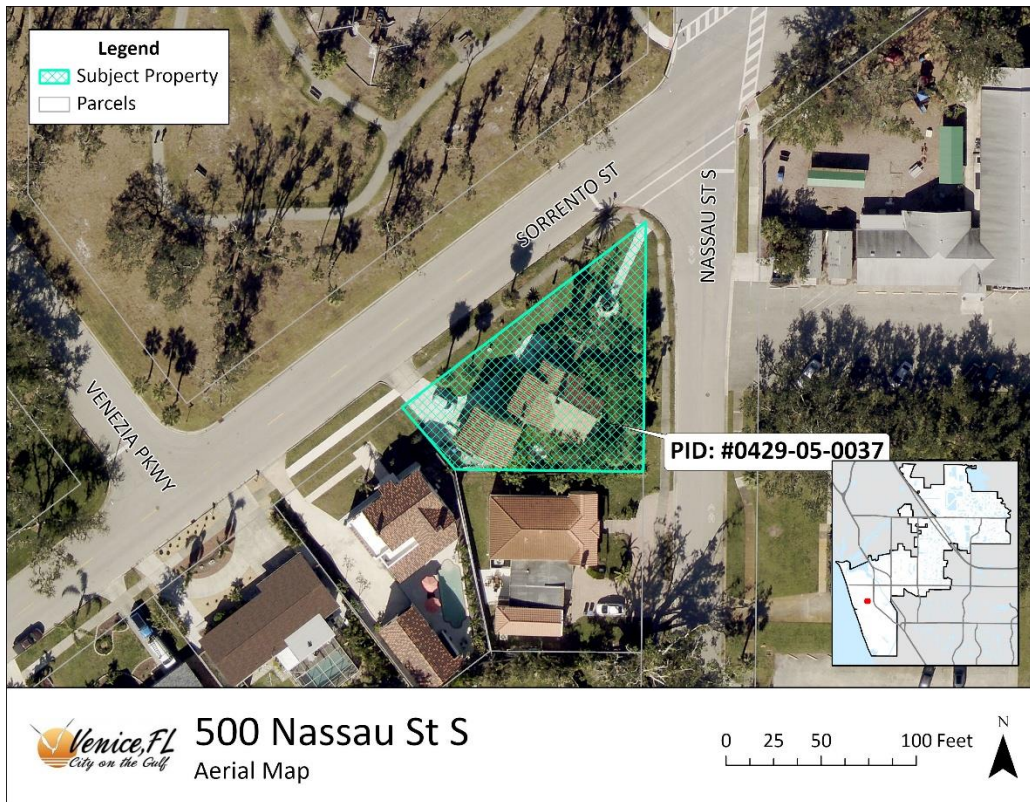 Legend
Subject Property
Parcels
SORRENTO ST
NASSAU ST S
VENEZIA PKWY
PID: #0429-05-0037
Venice, FL
City on the Gulf
500 Nassau St S
Aerial Map
0 25 50 100 Feet
N